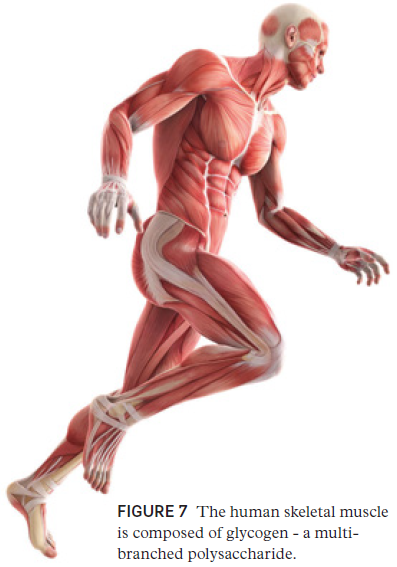 FIGURE 7 The human skeletal muscle
is composed of glycogen - a multi-
branched polysaccharide.